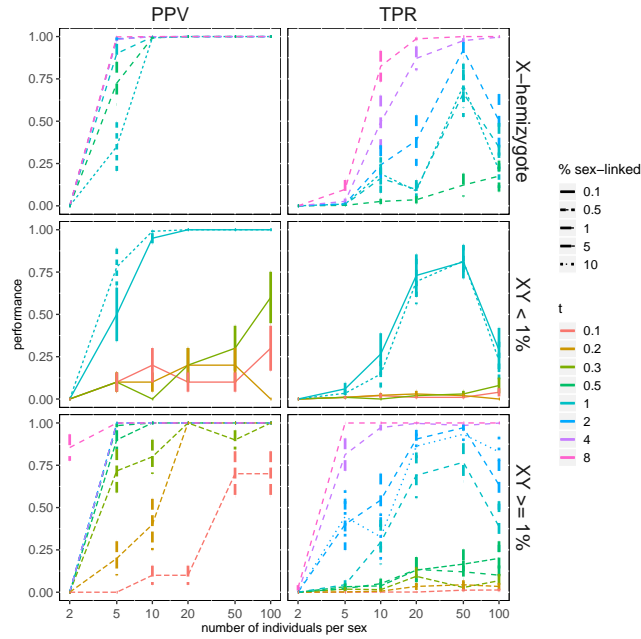 PPV
TPR
1.00
0.75
0.50
0.25
0.00
X-hemizygote
1.00
0.75
0.50
0.25
0.00
XY < 1%
1.00
0.75
0.50
0.25
0.00
XY >= 1%
performance
2 5 10 20 50 100
2 5 10 20 50 100
number of individuals per sex
% sex-linked
0.1
0.5
1
5
10
t
0.1
0.2
0.3
0.5
1
2
4
8